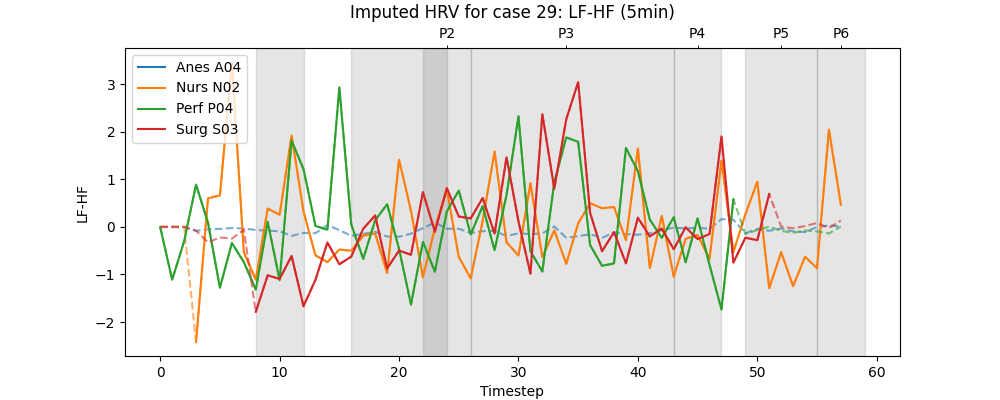 Imputed HRV for case 29: LF-HF (5min)
P2 P3 P4 P5 P6
Anes A04
Nurs N02
Perf P04
Surg S03
3
2
1
0
−1
−2
LF-HF
0 10 20 30 40 50 60
Timestep